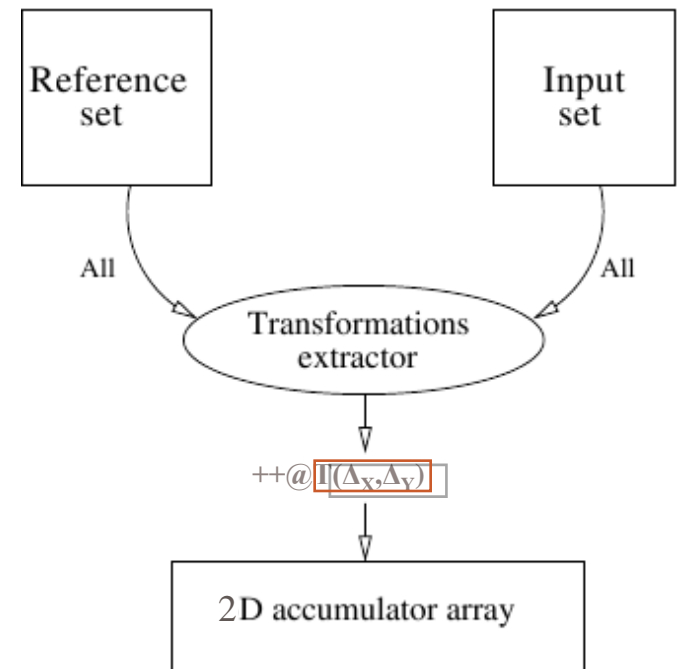 Reference
set
Input
set
All
All
Transformations
extractor
++@Γ(ΔX,ΔY)
2D accumulator array